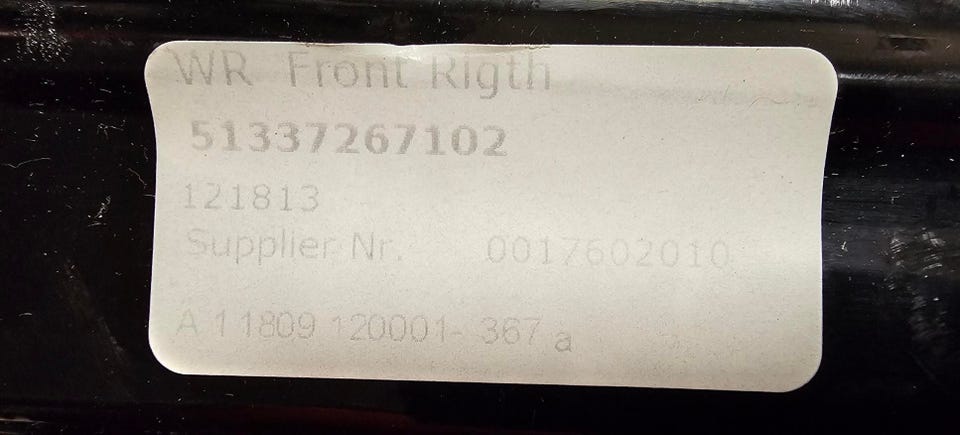 WR Front Rigth
51337267102
121813
Supplier Nr. 0017602010
A 11809 120001- 367 a